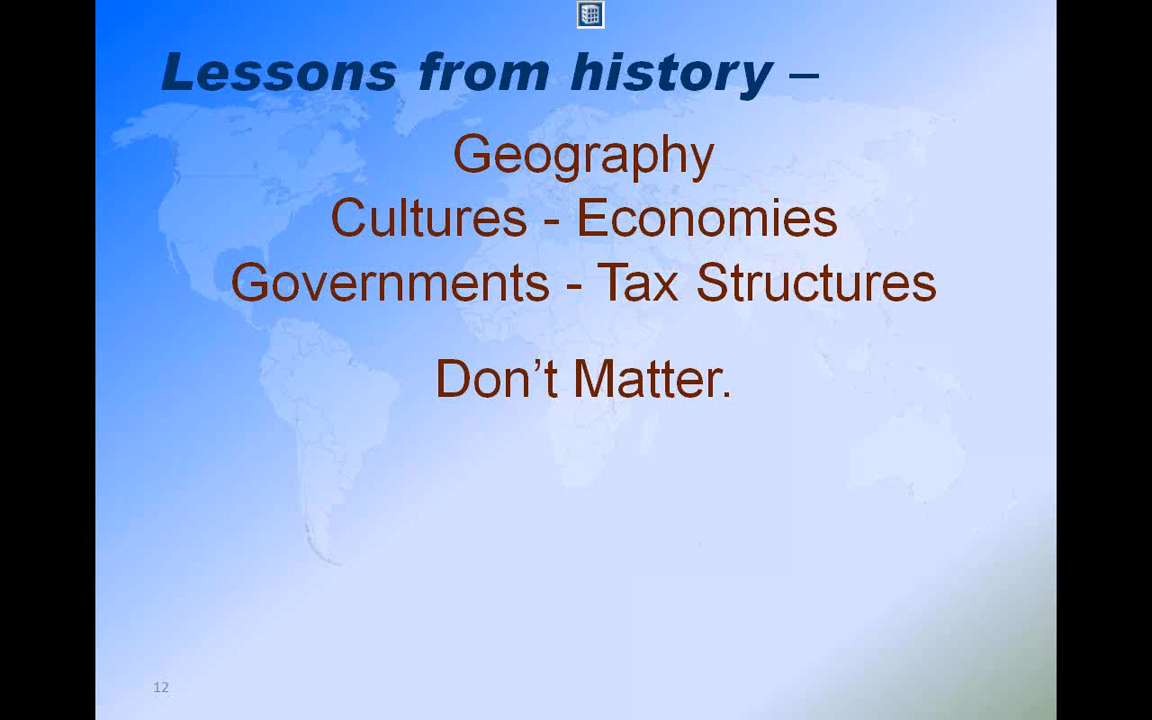 Lessons from history –
Geography
Cultures - Economies
Governments - Tax Structures
Don’t Matter.
12